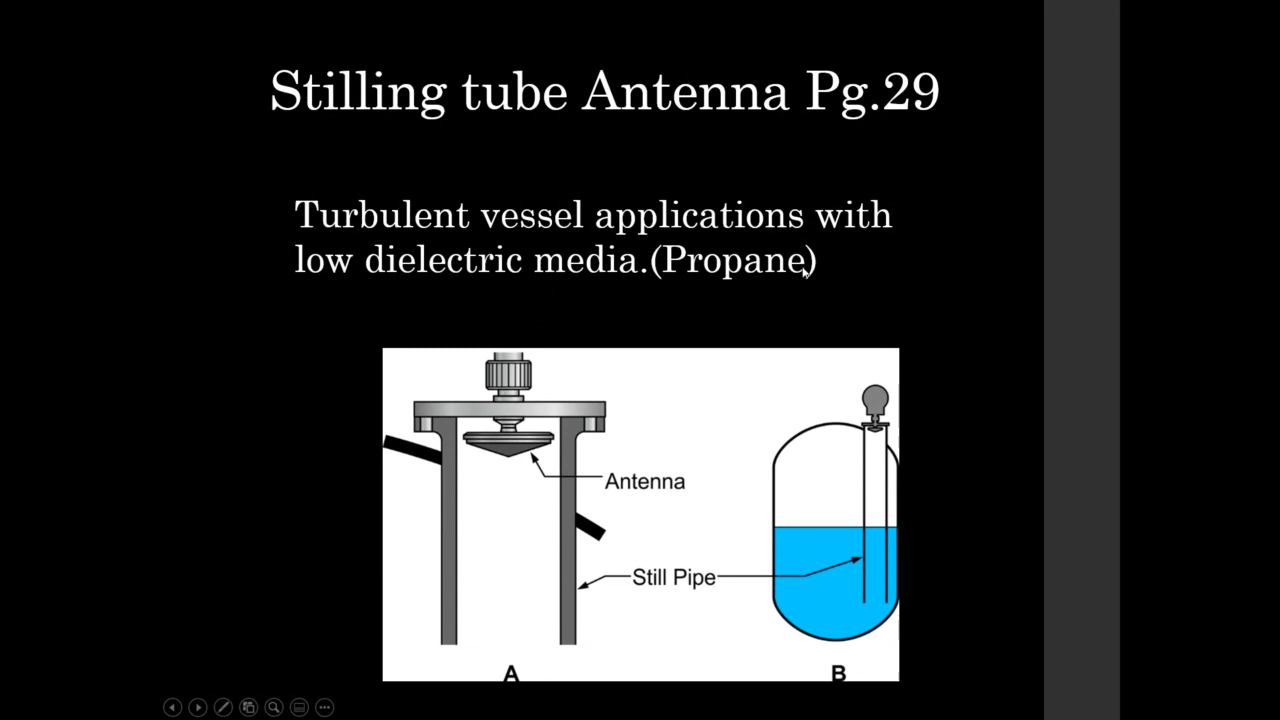 Stilling tube Antenna Pg.29
Turbulent vessel applications with
low dielectric media.(Propane)
Antenna
Still Pipe
A
B